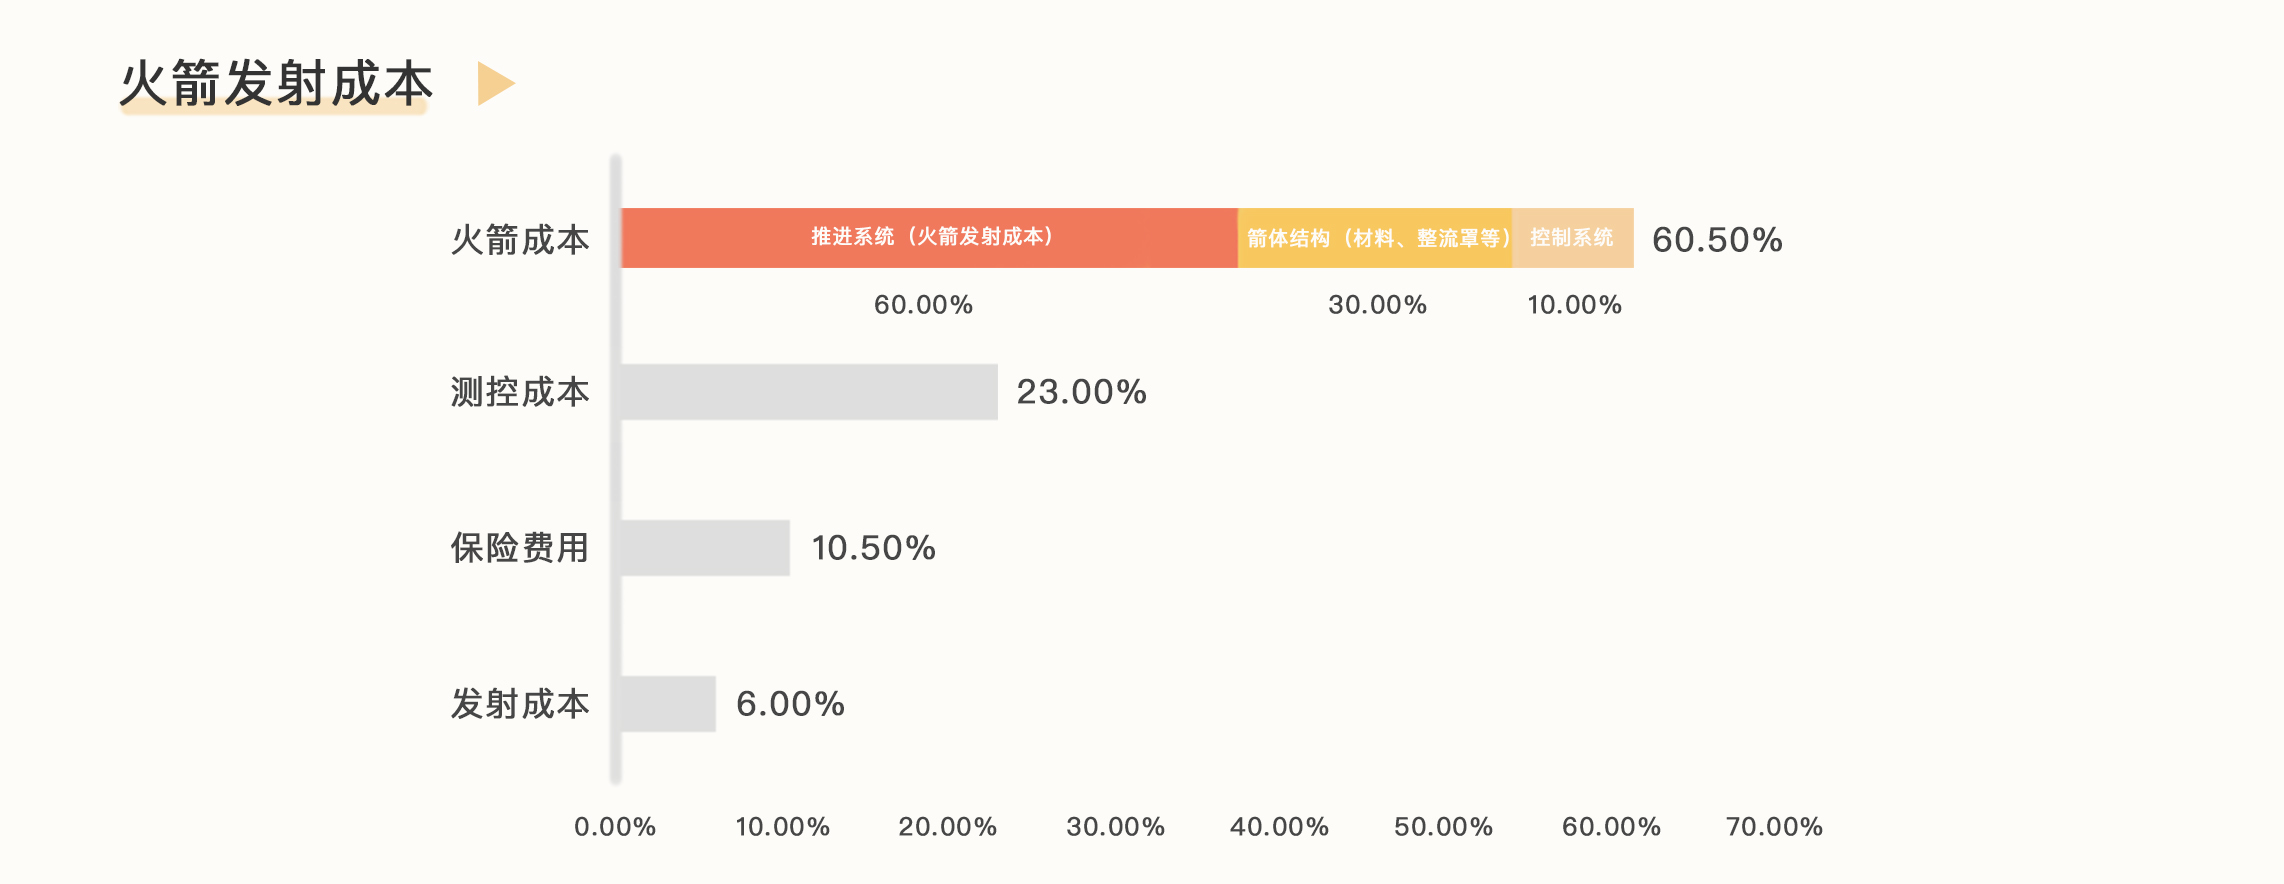 火箭发射成本
火箭成本
推进系统（火箭发射成本）
箭体结构（材料、整流罩等）
控制系统
60.50%
60.00%
30.00%
10.00%
测控成本
23.00%
保险费用
10.50%
发射成本
6.00%
0.00%
10.00%
20.00%
30.00%
40.00%
50.00%
60.00%
70.00%